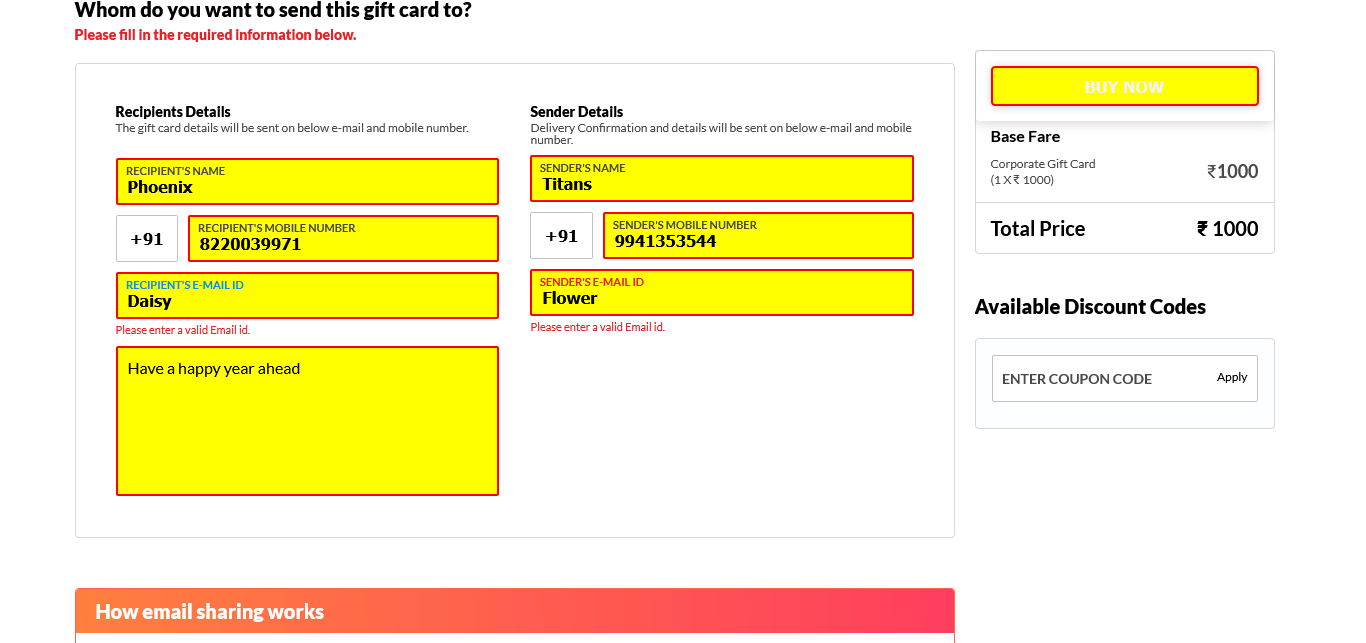 Whom do you want to send this gift card to?
Please fill in the required information below.
Recipients Details
The gift card details will be sent on below e-mail and mobile number.
RECIPIENT'S NAME
Phoenix
+91
RECIPIENT'S MOBILE NUMBER
8220039971
RECIPIENT'S E-MAIL ID
Daisy
Please enter a valid Email id.
Have a happy year ahead
Sender Details
Delivery Confirmation and details will be sent on below e-mail and mobile
number.
SENDER'S NAME
Titans
+91
SENDER'S MOBILE NUMBER
9941353544
SENDER'S E-MAIL ID
Flower
Please enter a valid Email id.
BUY NOW
Base Fare
Corporate Gift Card
(1 X ₹ 1000)
₹1000
Total Price
₹ 1000
Available Discount Codes
ENTER COUPON CODE
Apply
How email sharing works